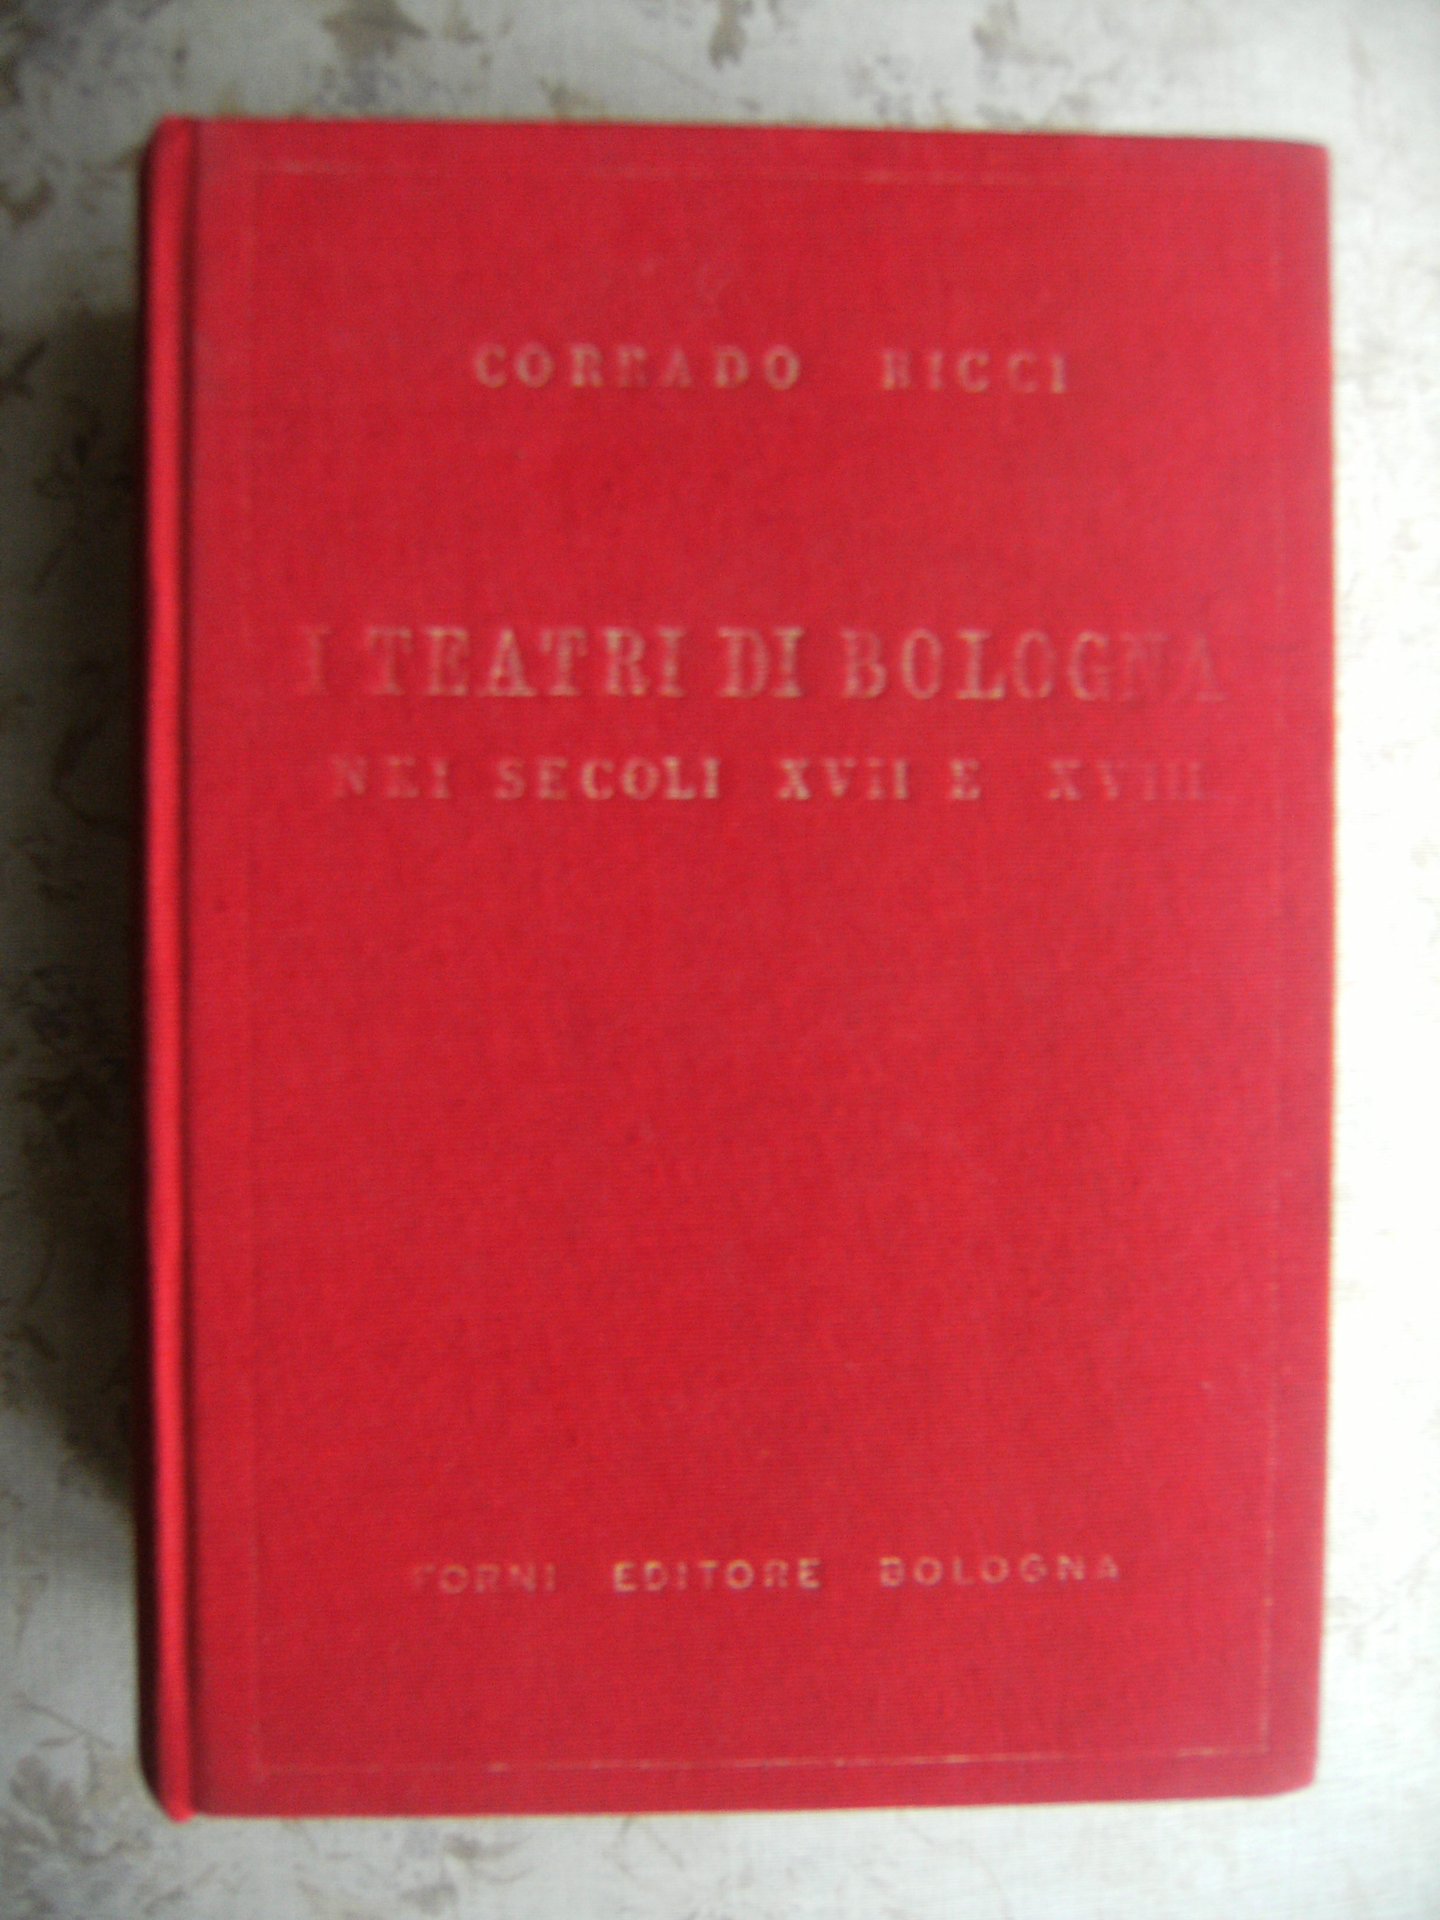 CORRADO RICCI
I TEATRI DI BOLOGNA
NEI SECOLI XVII E XVIII
FORNI EDITORE BOLOGNA